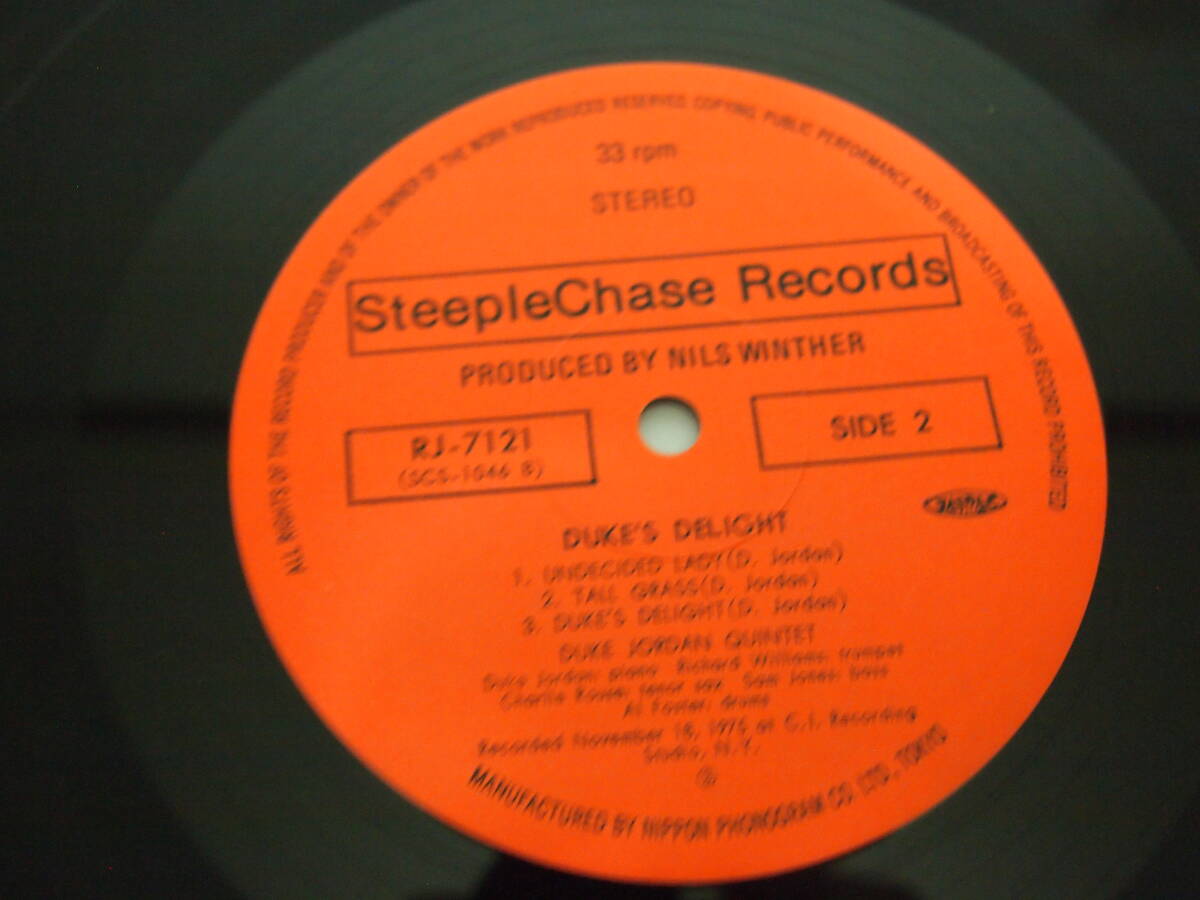 ALL RIGHTS OF THE RECORD PRODUCER AND OF THE OWNER OF THE WORK REPRODUCED RESERVED COPYING, PUBLIC PERFORMANCE AND BROADCASTING OF THIS RECORD PROHIBITED
33 rpm
STEREO
SteepleChase Records
PRODUCED BY NILS WINTHER
RJ-7121
(SCS-1046 B)
SIDE 2
DUKE'S DELIGHT
1. UNDECIDED LADY(D. Jordan)
2. TALL GRASS(D. Jordan)
3. DUKE'S DELIGHT(D. Jordan)
DUKE JORDAN QUINTET
Duke Jordan: piano Richard Williams: trumpet
Charlie Rouse: tenor sax Sam Jones: bass
Al Foster: drums
Recorded November 18, 1975 at C.I. Recording
Studio, N.Y.
Ⓟ
MANUFACTURED BY NIPPON PHONOGRAM CO. LTD., TOKYO